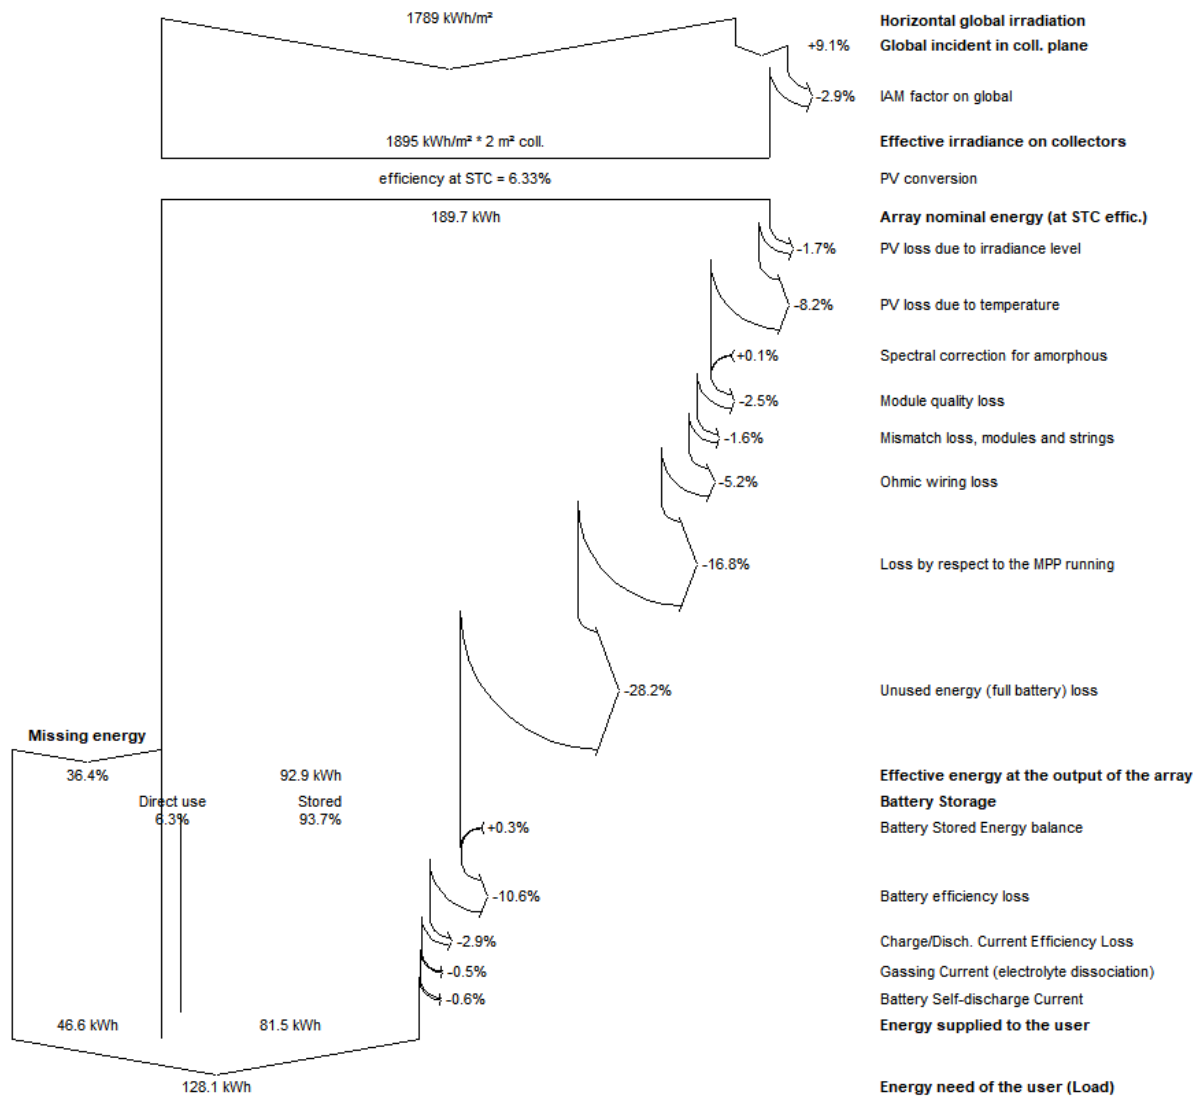 1789 kWh/m²
Horizontal global irradiation
+9.1%
Global incident in coll. plane
-2.9%
IAM factor on global
1895 kWh/m² * 2 m² coll.
Effective irradiance on collectors
efficiency at STC = 6.33%
PV conversion
189.7 kWh
Array nominal energy (at STC effic.)
-1.7%
PV loss due to irradiance level
-8.2%
PV loss due to temperature
+0.1%
Spectral correction for amorphous
-2.5%
Module quality loss
-1.6%
Mismatch loss, modules and strings
-5.2%
Ohmic wiring loss
-16.8%
Loss by respect to the MPP running
-28.2%
Unused energy (full battery) loss
Missing energy
36.4%
92.9 kWh
Effective energy at the output of the array
Direct use
Stored
Battery Storage
6.3%
93.7%
+0.3%
Battery Stored Energy balance
-10.6%
Battery efficiency loss
-2.9%
Charge/Disch. Current Efficiency Loss
-0.5%
Gassing Current (electrolyte dissociation)
-0.6%
Battery Self-discharge Current
46.6 kWh
81.5 kWh
Energy supplied to the user
128.1 kWh
Energy need of the user (Load)